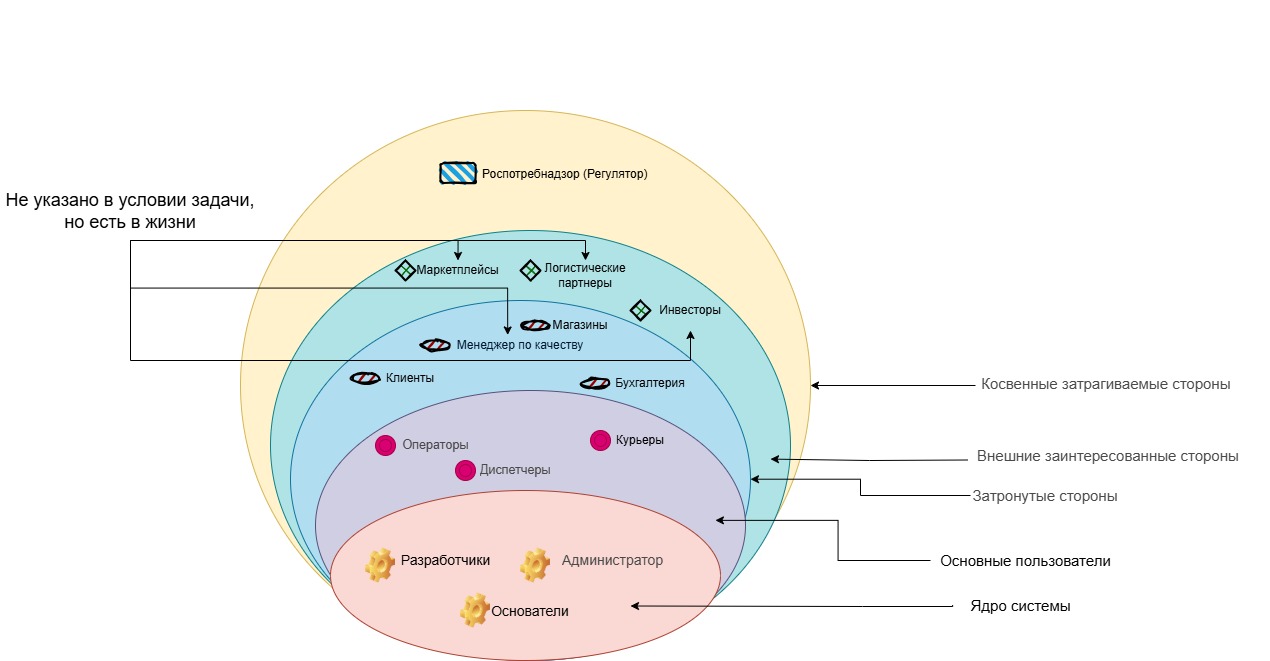 Роспотребнадзор (Регулятор)
Не указано в условии задачи,
но есть в жизни
Маркетплейсы
Логистические
партнеры
Инвесторы
Магазины
Менеджер по качеству
Клиенты
Бухгалтерия
Косвенные затрагиваемые стороны
Операторы
Курьеры
Диспетчеры
Внешние заинтересованные стороны
Затронутые стороны
Разработчики
Администратор
Основные пользователи
Основатели
Ядро системы